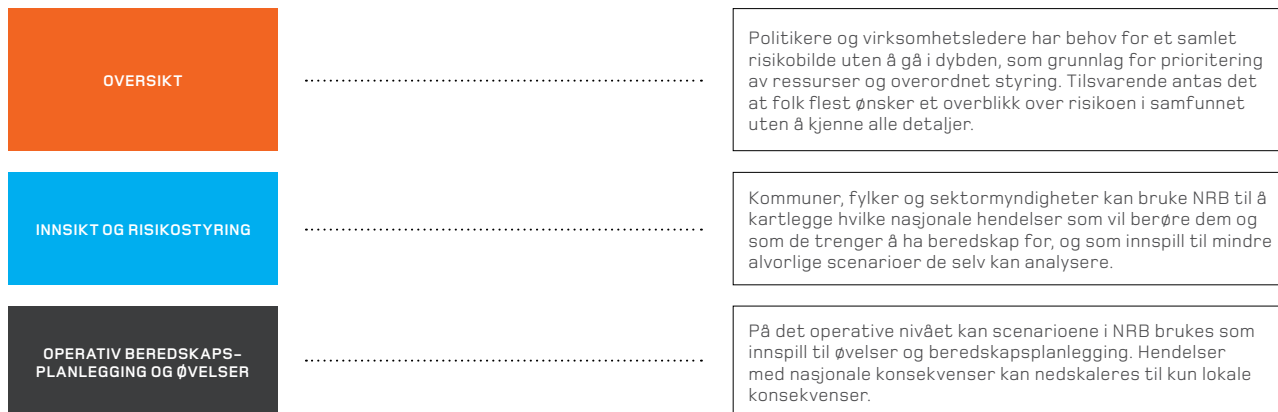 OVERSIKT
Politikere og virksomhetsledere har behov for et samlet
risikobilde uten å gå i dybden, som grunnlag for prioritering
av ressurser og overordnet styring. Tilsvarende antas det
at folk flest ønsker et overblikk over risikoen i samfunnet
uten å kjenne alle detaljer.
INNSIKT OG RISIKOSTYRING
Kommuner, fylker og sektormyndigheter kan bruke NRB til å
kartlegge hvilke nasjonale hendelser som vil berøre dem og
som de trenger å ha beredskap for, og som innspill til mindre
alvorlige scenarioer de selv kan analysere.
OPERATIV BEREDSKAPS-
PLANLEGGING OG ØVELSER
På det operative nivået kan scenarioene i NRB brukes som
innspill til øvelser og beredskapsplanlegging. Hendelser
med nasjonale konsekvenser kan nedskaleres til kun lokale
konsekvenser.